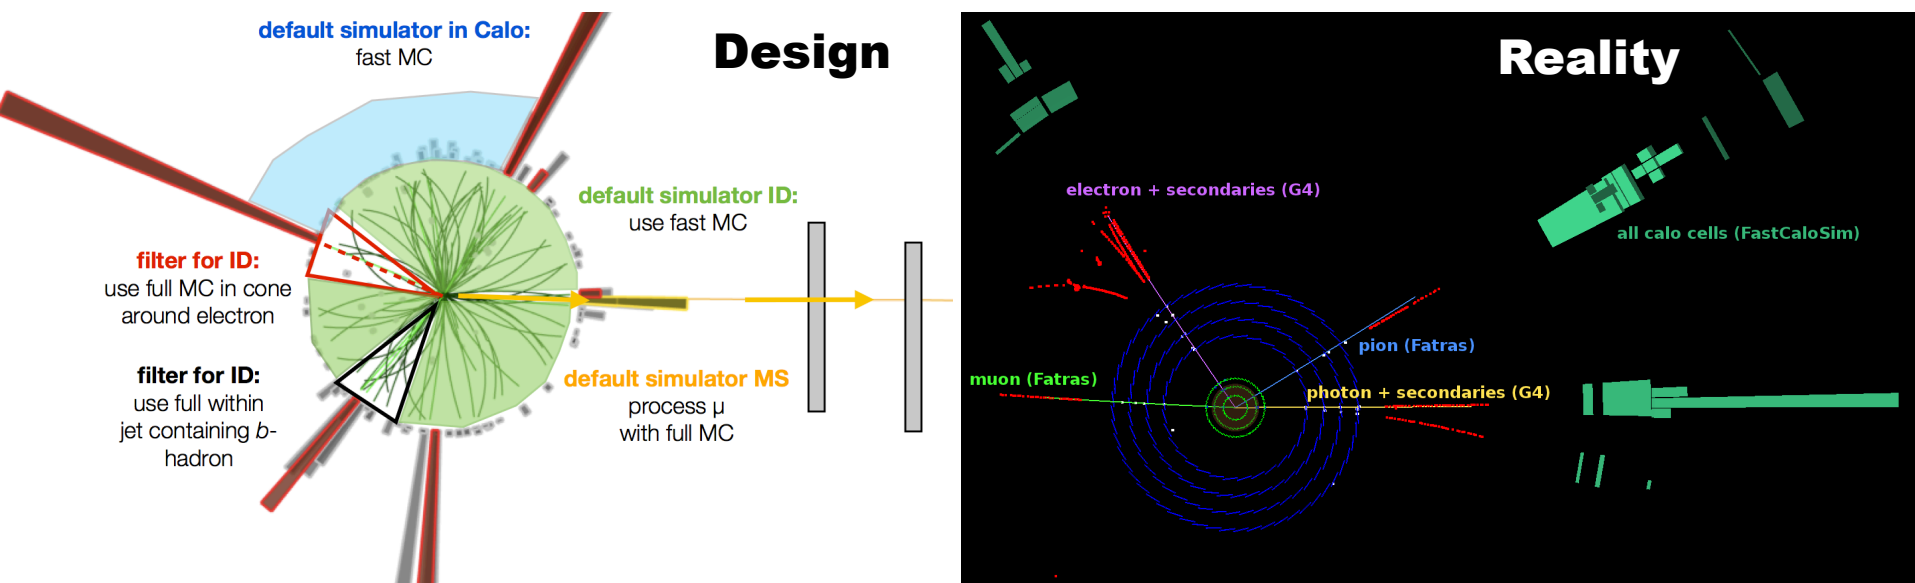 default simulator in Calo:
fast MC
Design
default simulator ID:
use fast MC
filter for ID:
use full MC in cone
around electron
filter for ID:
use full within
jet containing b-
hadron
default simulator MS
process µ
with full MC
Reality
electron + secondaries (G4)
all calo cells (FastCaloSim)
pion (Fatras)
muon (Fatras)
photon + secondaries (G4)